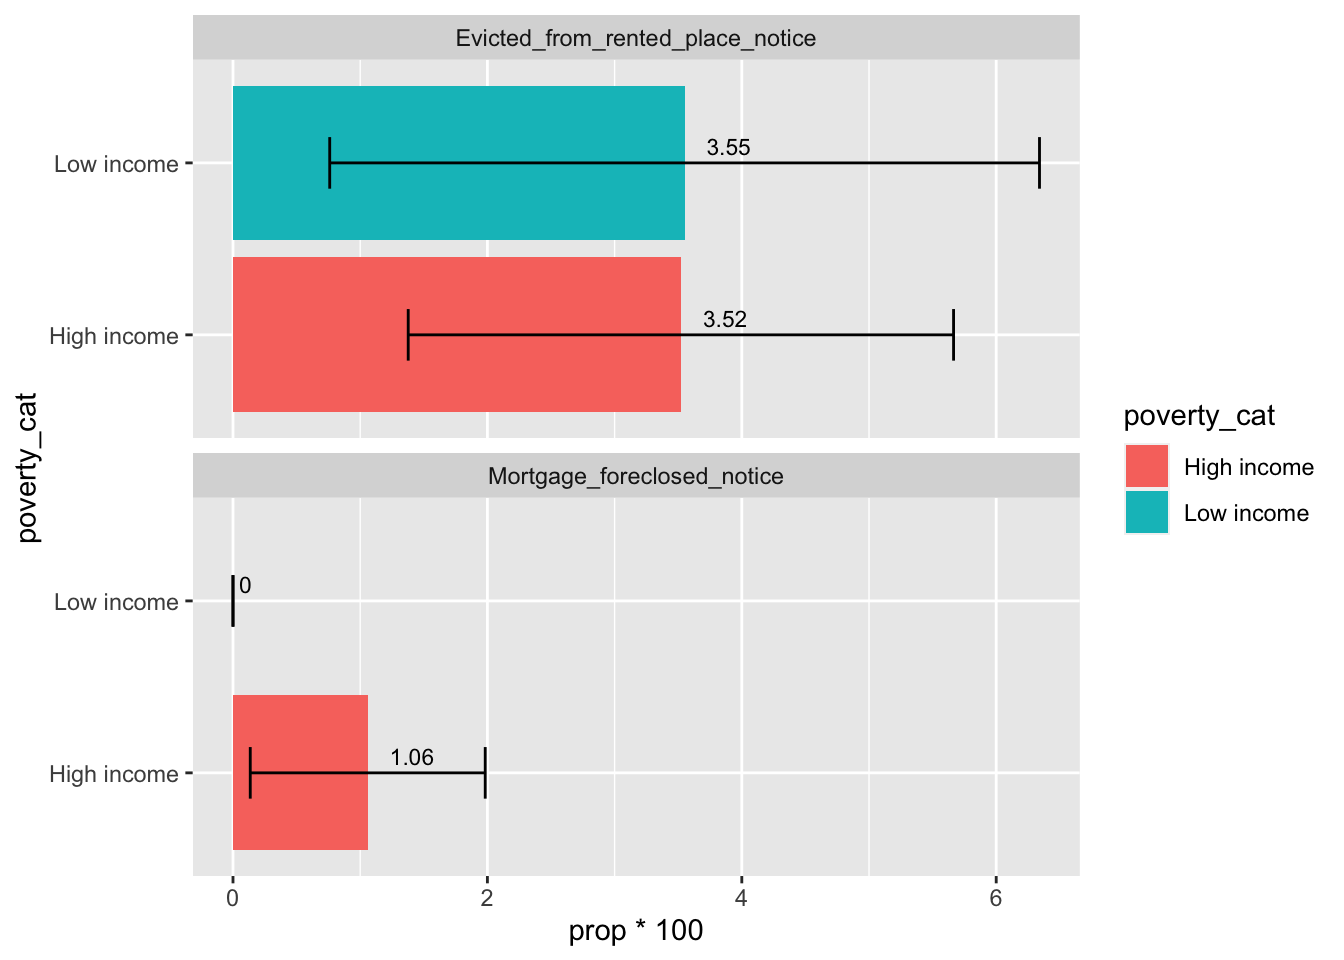 Evicted_from_rented_place_notice
Low income
3.55
High income
3.52
poverty_cat
Mortgage_foreclosed_notice
Low income
0
High income
1.06
0 2 4 6
prop * 100
poverty_cat
High income
Low income